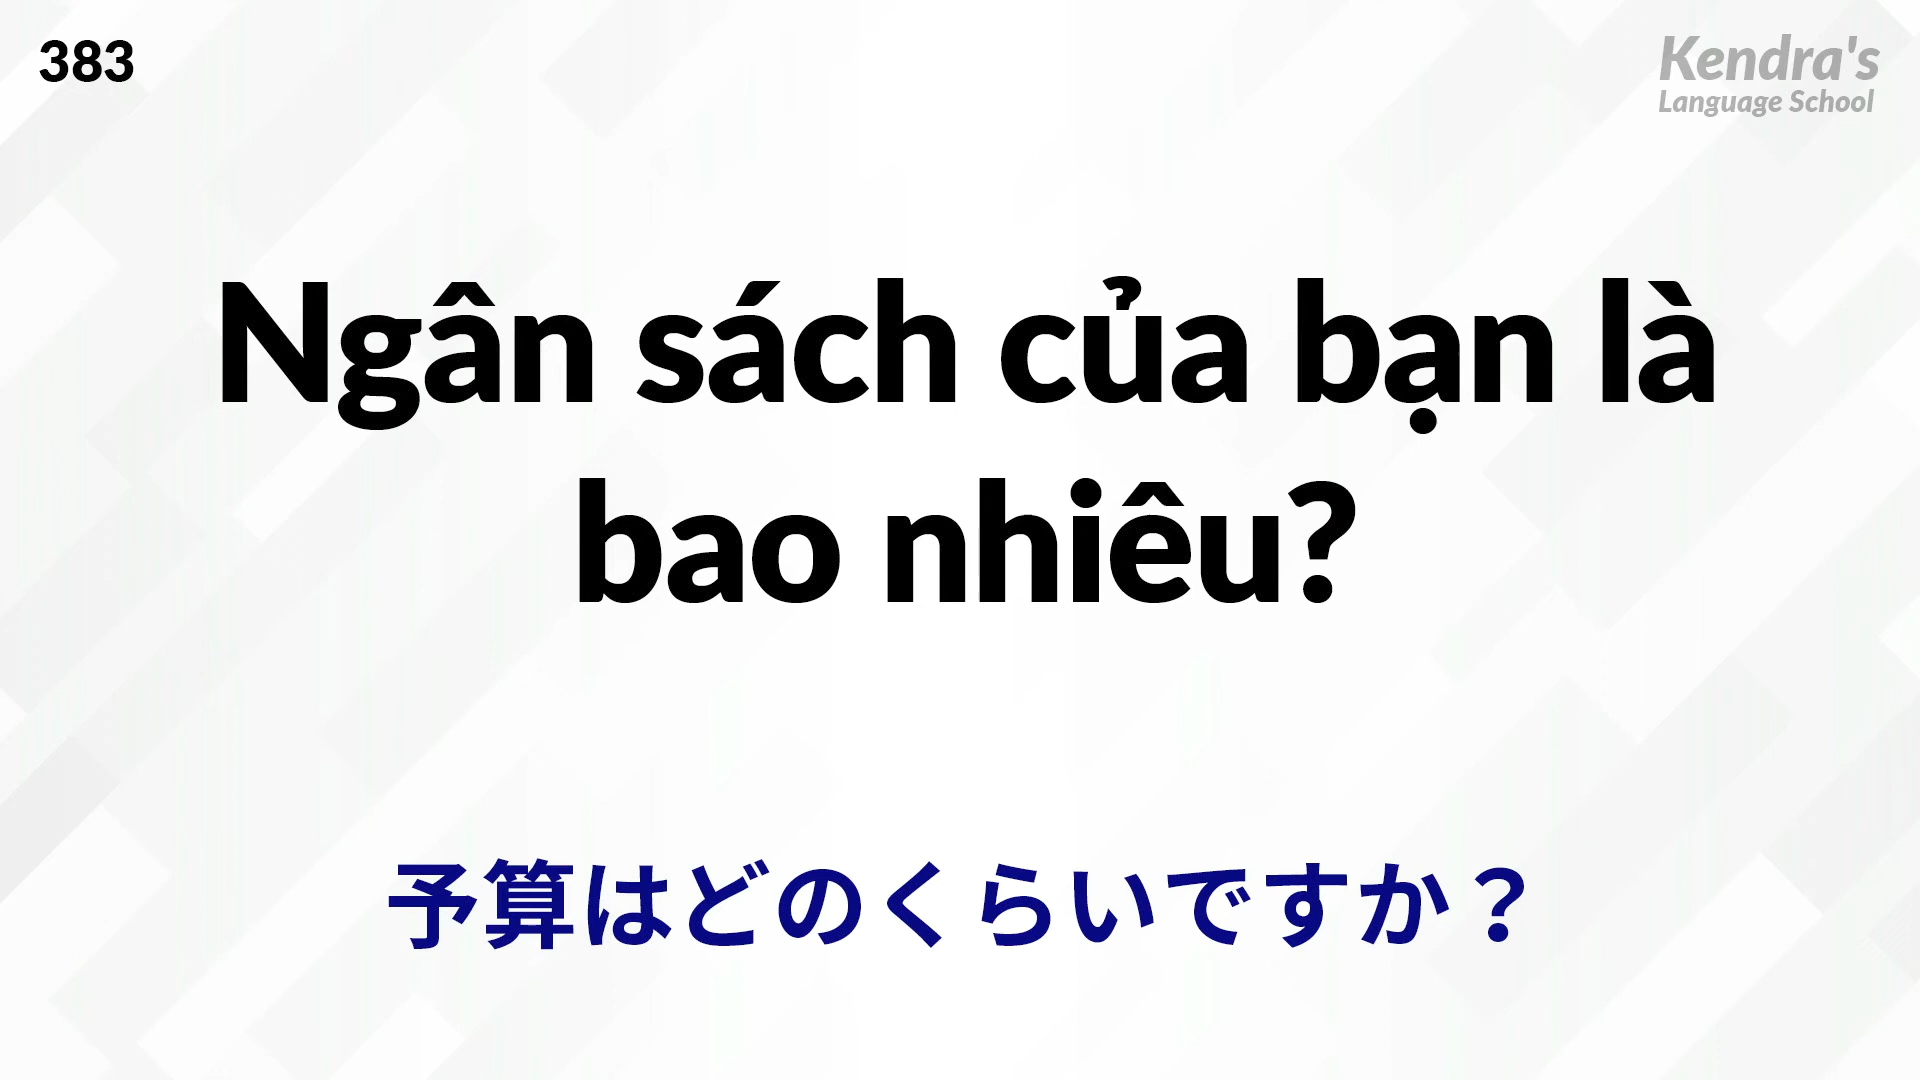 383
Kendra's
Language School
Ngân sách của bạn là
bao nhiêu?
予算はどのくらいですか？